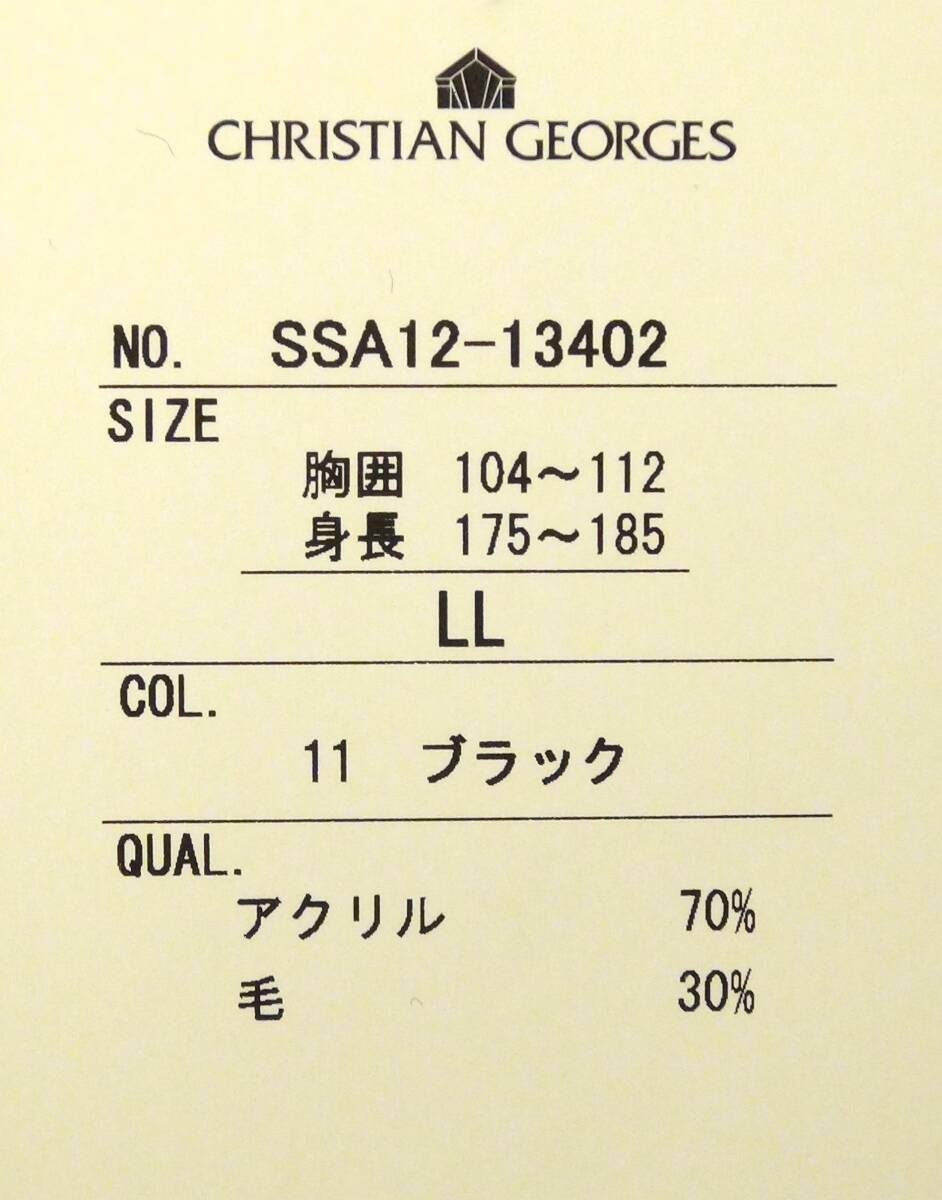 CHRISTIAN GEORGES
NO. SSA12-13402
SIZE
胸囲 104～112
身長 175～185
LL
COL.
11 ブラック
QUAL.
アクリル 70%
毛 30%